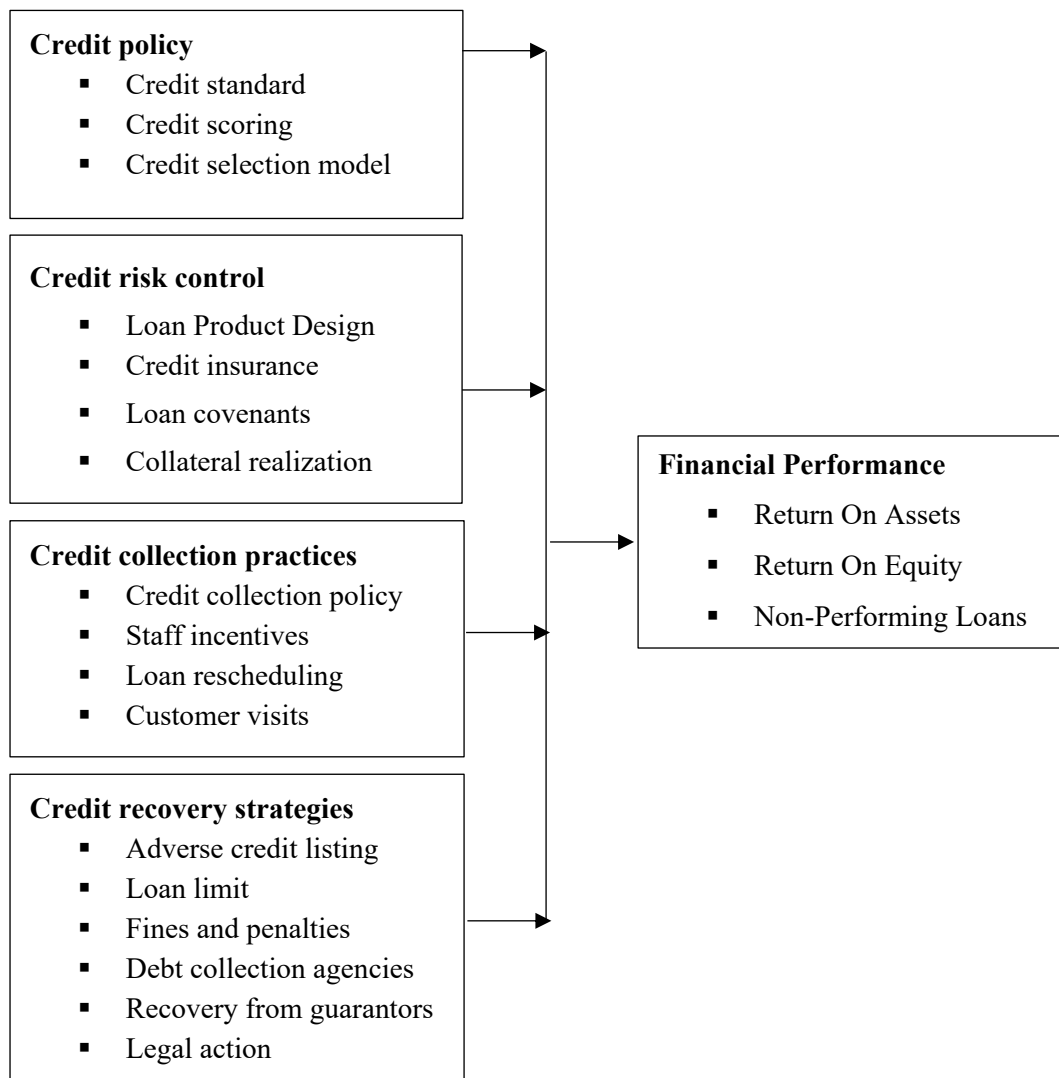 Credit policy
▪ Credit standard
▪ Credit scoring
▪ Credit selection model
Credit risk control
▪ Loan Product Design
▪ Credit insurance
▪ Loan covenants
▪ Collateral realization
Credit collection practices
▪ Credit collection policy
▪ Staff incentives
▪ Loan rescheduling
▪ Customer visits
Credit recovery strategies
▪ Adverse credit listing
▪ Loan limit
▪ Fines and penalties
▪ Debt collection agencies
▪ Recovery from guarantors
▪ Legal action
Financial Performance
▪ Return On Assets
▪ Return On Equity
▪ Non-Performing Loans